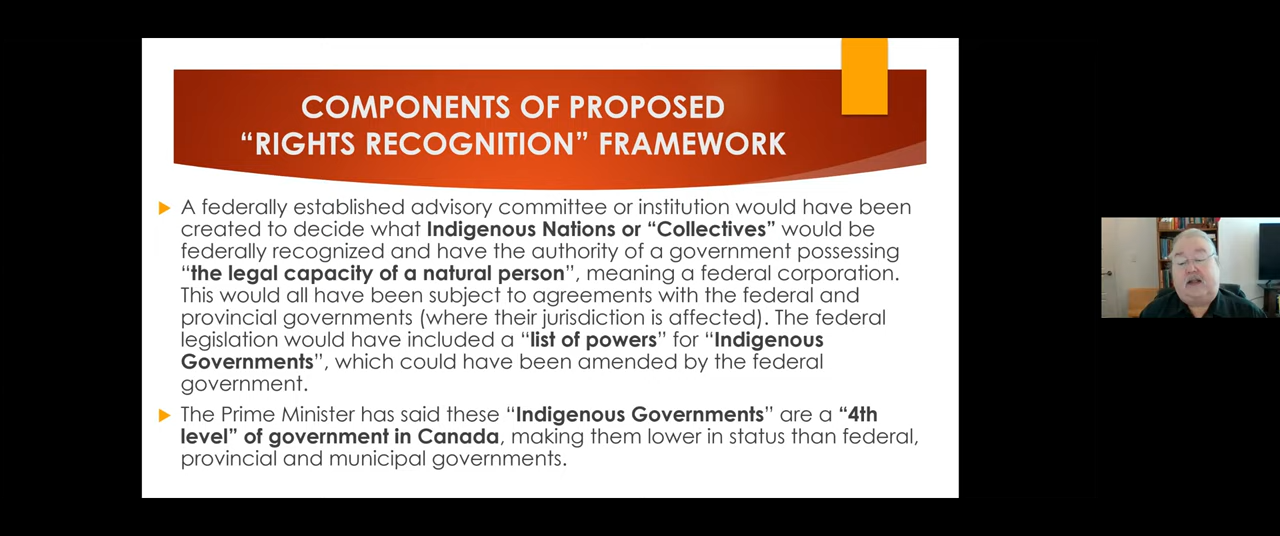 COMPONENTS OF PROPOSED
“RIGHTS RECOGNITION” FRAMEWORK
A federally established advisory committee or institution would have been
created to decide what Indigenous Nations or “Collectives” would be
federally recognized and have the authority of a government possessing
“the legal capacity of a natural person”, meaning a federal corporation.
This would all have been subject to agreements with the federal and
provincial governments (where their jurisdiction is affected). The federal
legislation would have included a “list of powers” for “Indigenous
Governments”, which could have been amended by the federal
government.
The Prime Minister has said these “Indigenous Governments” are a “4th
level” of government in Canada, making them lower in status than federal,
provincial and municipal governments.